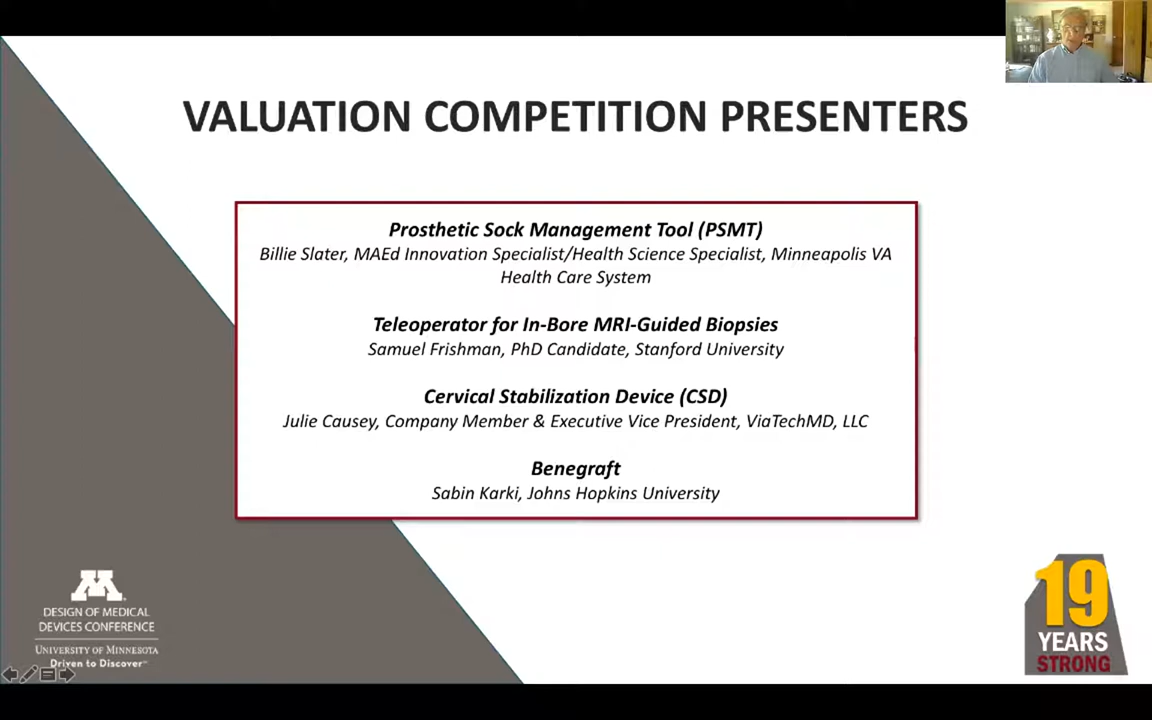 VALUATION COMPETITION PRESENTERS
Prosthetic Sock Management Tool (PSMT)
Billie Slater, MAEd Innovation Specialist/Health Science Specialist, Minneapolis VA
Health Care System
Teleoperator for In-Bore MRI-Guided Biopsies
Samuel Frishman, PhD Candidate, Stanford University
Cervical Stabilization Device (CSD)
Julie Causey, Company Member & Executive Vice President, ViaTechMD, LLC
Benegraft
Sabin Karki, Johns Hopkins University
M
DESIGN OF MEDICAL
DEVICES CONFERENCE
UNIVERSITY OF MINNESOTA
Driven to Discover℠
19
YEARS
STRONG